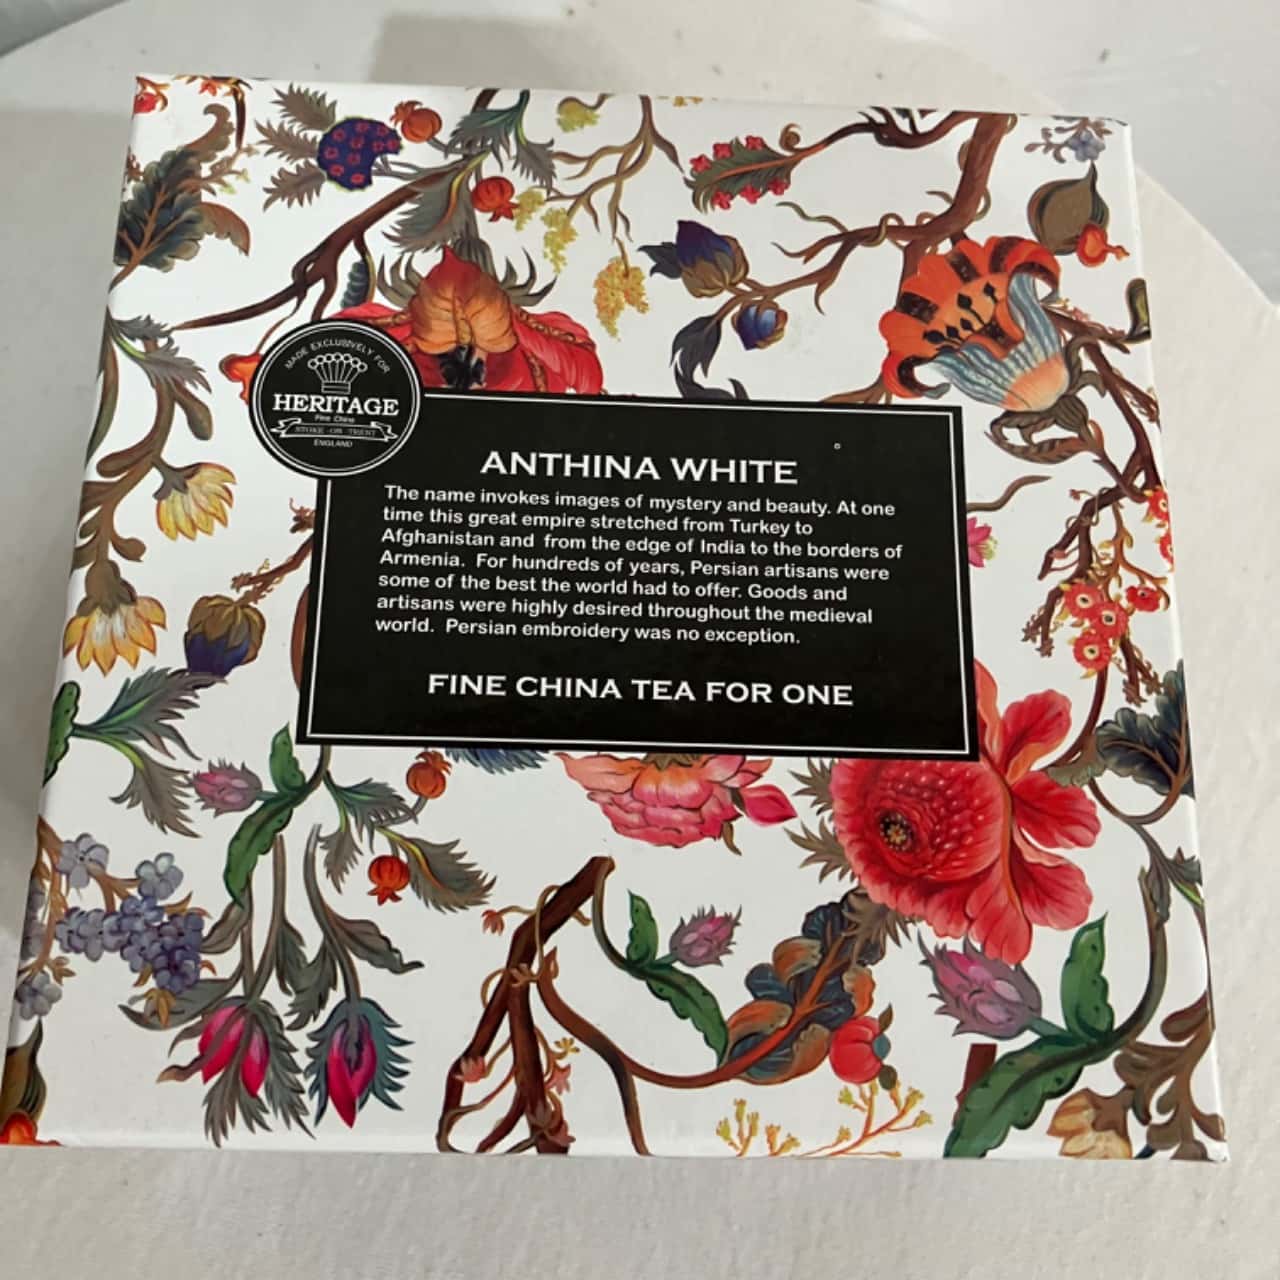 MADE EXCLUSIVELY FOR
HERITAGE
Fine China
STOKE - ON - TRENT
ENGLAND
ANTHINA WHITE
The name invokes images of mystery and beauty. At one
time this great empire stretched from Turkey to
Afghanistan and from the edge of India to the borders of
Armenia. For hundreds of years, Persian artisans were
some of the best the world had to offer. Goods and
artisans were highly desired throughout the medieval
world. Persian embroidery was no exception.
FINE CHINA TEA FOR ONE